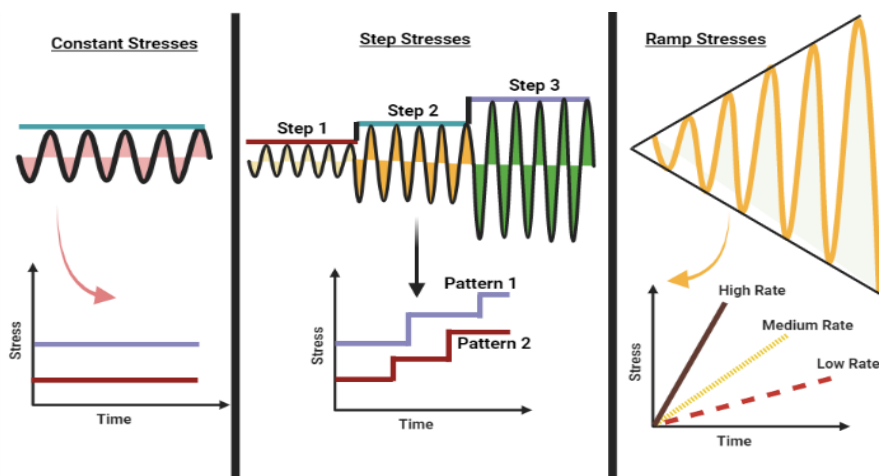 Constant Stresses
Stress
Time
Step Stresses
Step 1
Step 2
Step 3
Pattern 1
Pattern 2
Stress
Time
Ramp Stresses
High Rate
Medium Rate
Low Rate
Stress
Time